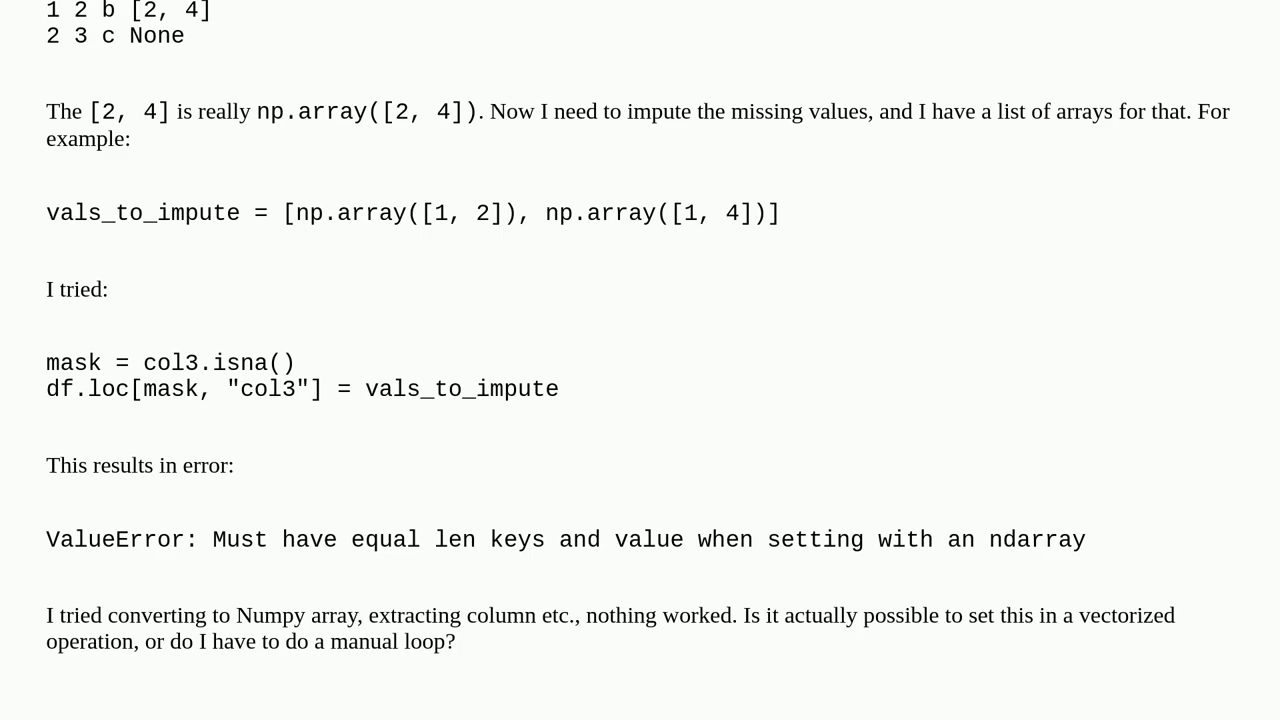 1 2 b [2, 4]
2 3 c None
The [2, 4] is really np.array([2, 4]). Now I need to impute the missing values, and I have a list of arrays for that. For
example:
vals_to_impute = [np.array([1, 2]), np.array([1, 4])]
I tried:
mask = col3.isna()
df.loc[mask, "col3"] = vals_to_impute
This results in error:
ValueError: Must have equal len keys and value when setting with an ndarray
I tried converting to Numpy array, extracting column etc., nothing worked. Is it actually possible to set this in a vectorized
operation, or do I have to do a manual loop?